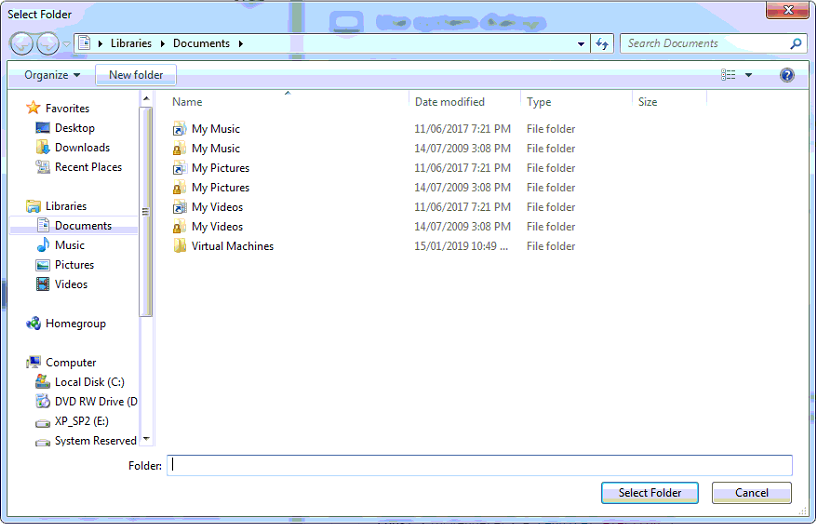 Select Folder
Libraries Documents
Search Documents
Organize New folder
Name Date modified Type Size
Favorites
Desktop
Downloads
Recent Places
Libraries
Documents
Music
Pictures
Videos
Homegroup
Computer
Local Disk (C:)
DVD RW Drive (D
XP_SP2 (E:)
System Reserved
My Music 11/06/2017 7:21 PM File folder
My Music 14/07/2009 3:08 PM File folder
My Pictures 11/06/2017 7:21 PM File folder
My Pictures 14/07/2009 3:08 PM File folder
My Videos 11/06/2017 7:21 PM File folder
My Videos 14/07/2009 3:08 PM File folder
Virtual Machines 15/01/2019 10:49 ... File folder
Folder:
Select Folder Cancel